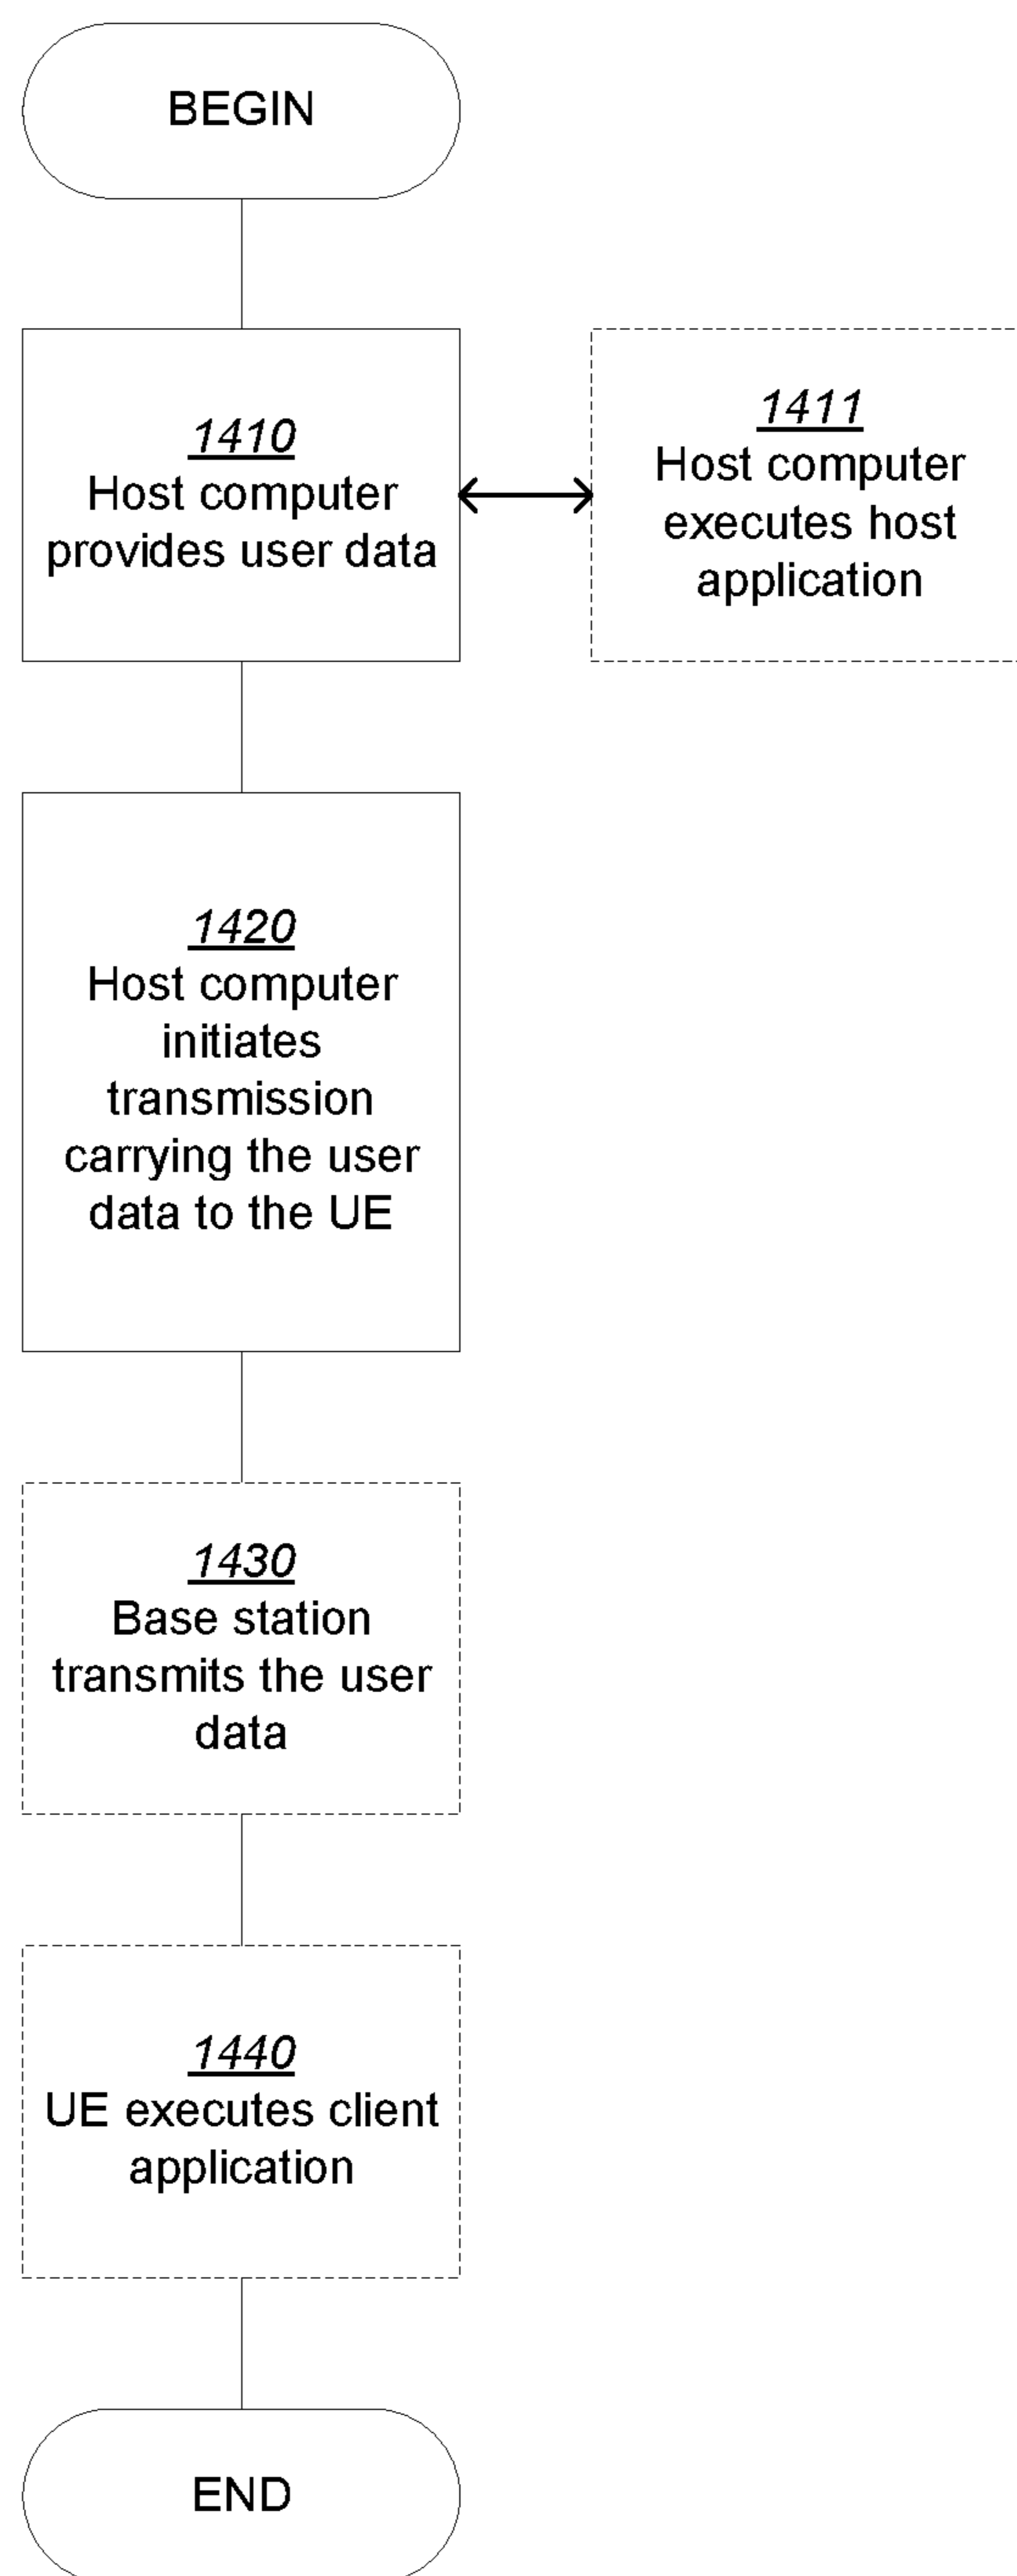 BEGIN
1410
Host computer
provides user data
1411
Host computer
executes host
application
1420
Host computer
initiates
transmission
carrying the user
data to the UE
1430
Base station
transmits the user
data
1440
UE executes client
application
END